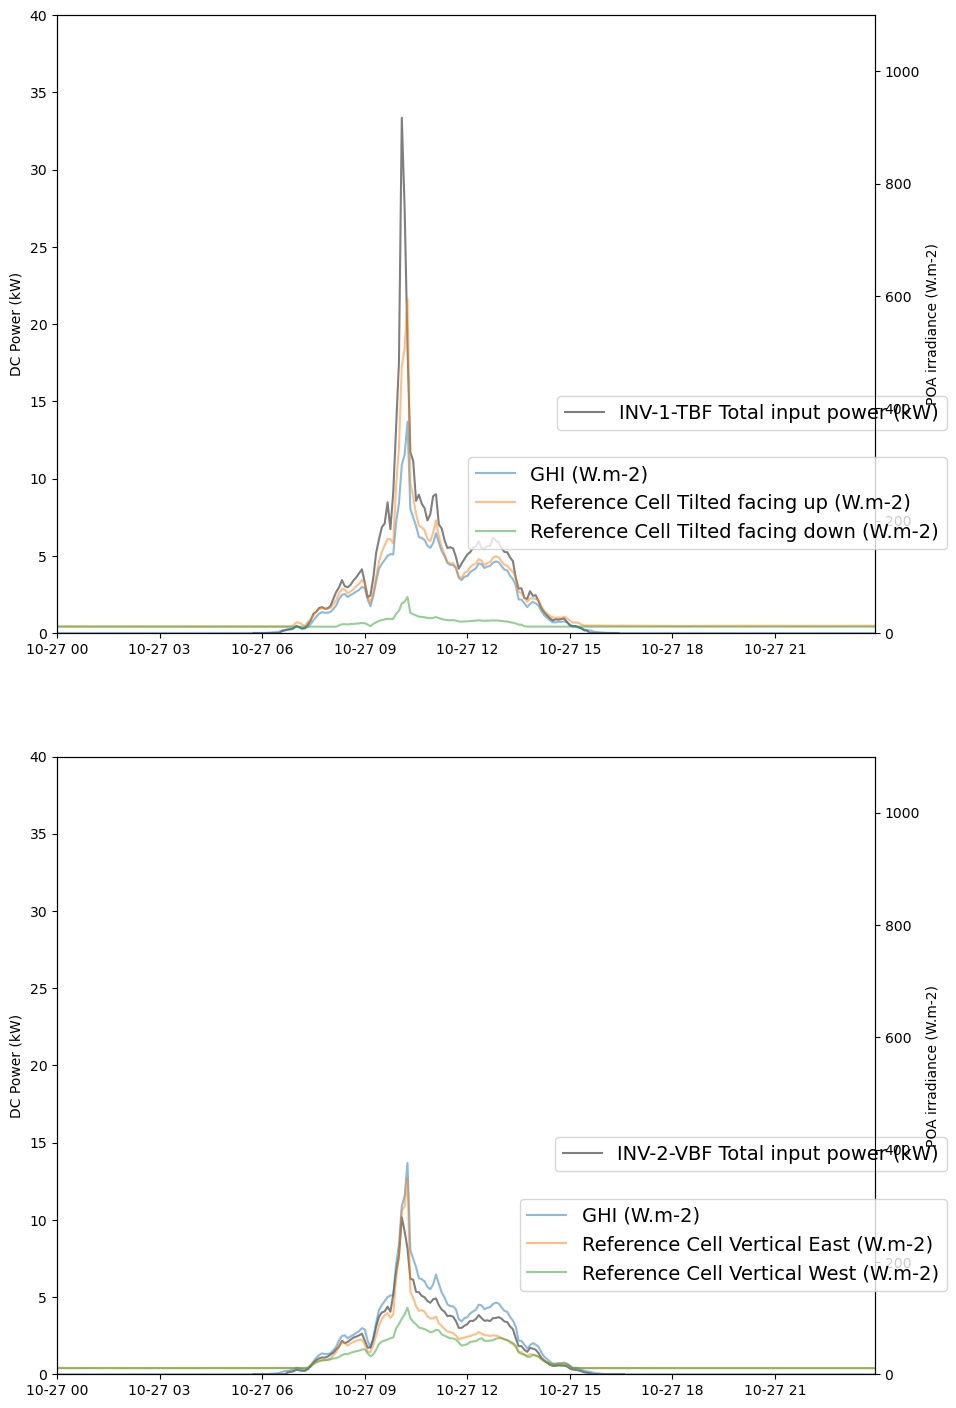 40
35
30
25
20
15
10
5
0
DC Power (kW)
1000
800
600
400
200
0
POA irradiance (W.m-2)
INV-1-TBF Total input power (kW)
GHI (W.m-2)
Reference Cell Tilted facing up (W.m-2)
Reference Cell Tilted facing down (W.m-2)
10-27 00 10-27 03 10-27 06 10-27 09 10-27 12 10-27 15 10-27 18 10-27 21
40
35
30
25
20
15
10
5
0
DC Power (kW)
1000
800
600
400
200
0
POA irradiance (W.m-2)
INV-2-VBF Total input power (kW)
GHI (W.m-2)
Reference Cell Vertical East (W.m-2)
Reference Cell Vertical West (W.m-2)
10-27 00 10-27 03 10-27 06 10-27 09 10-27 12 10-27 15 10-27 18 10-27 21